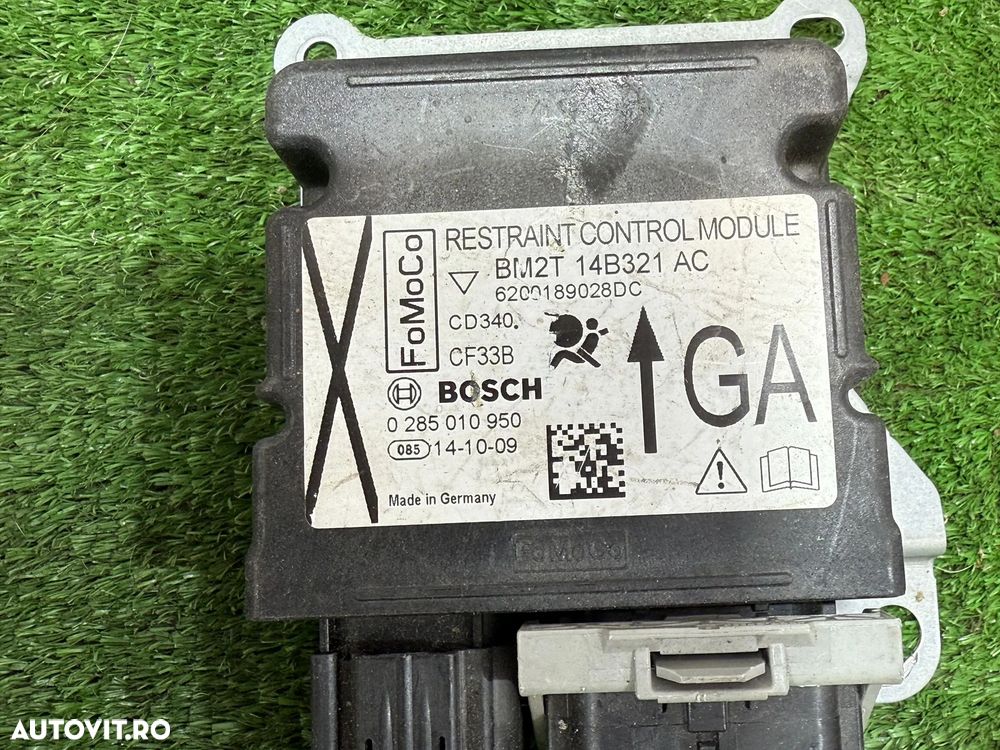 FoMoCo
RESTRAINT CONTROL MODULE
BM2T 14B321 AC
6200189028DC
CD340
CF33B
GA
BOSCH
0 285 010 950
085 14-10-09
Made in Germany
FoMoCo
AUTOVIT.RO